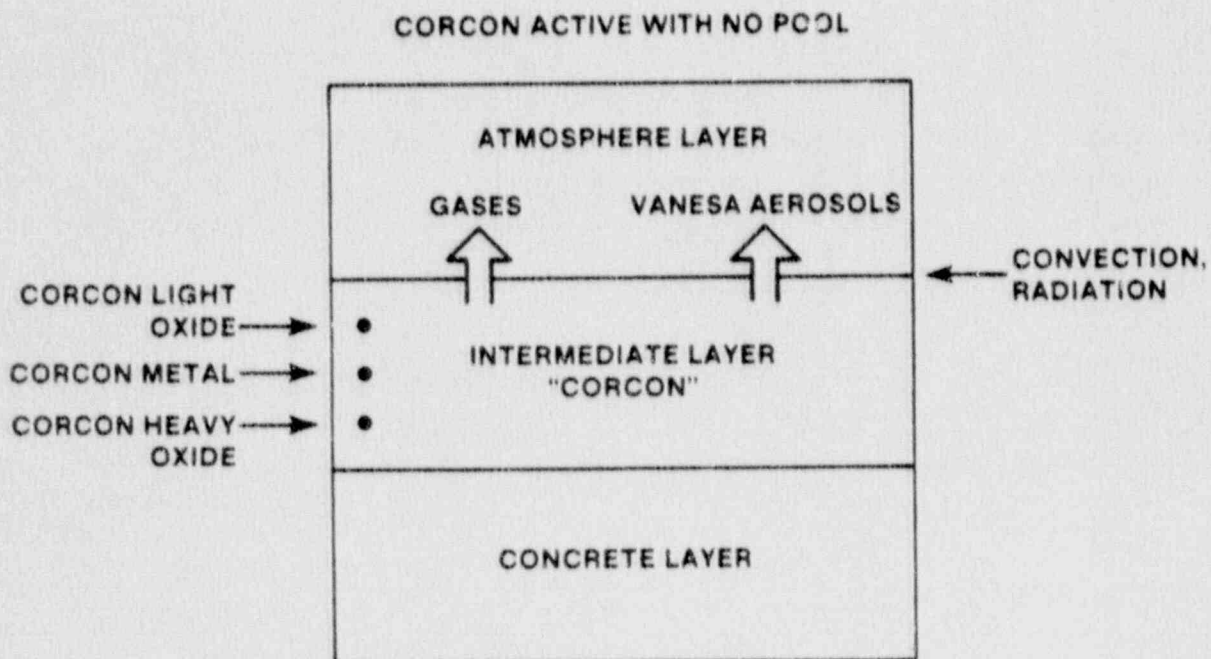 CORCON ACTIVE WITH NO POOL
ATMOSPHERE LAYER
GASES
VANESA AEROSOLS
CONVECTION,
RADIATION
CORCON LIGHT
OXIDE
CORCON METAL
CORCON HEAVY
OXIDE
INTERMEDIATE LAYER
"CORCON"
CONCRETE LAYER